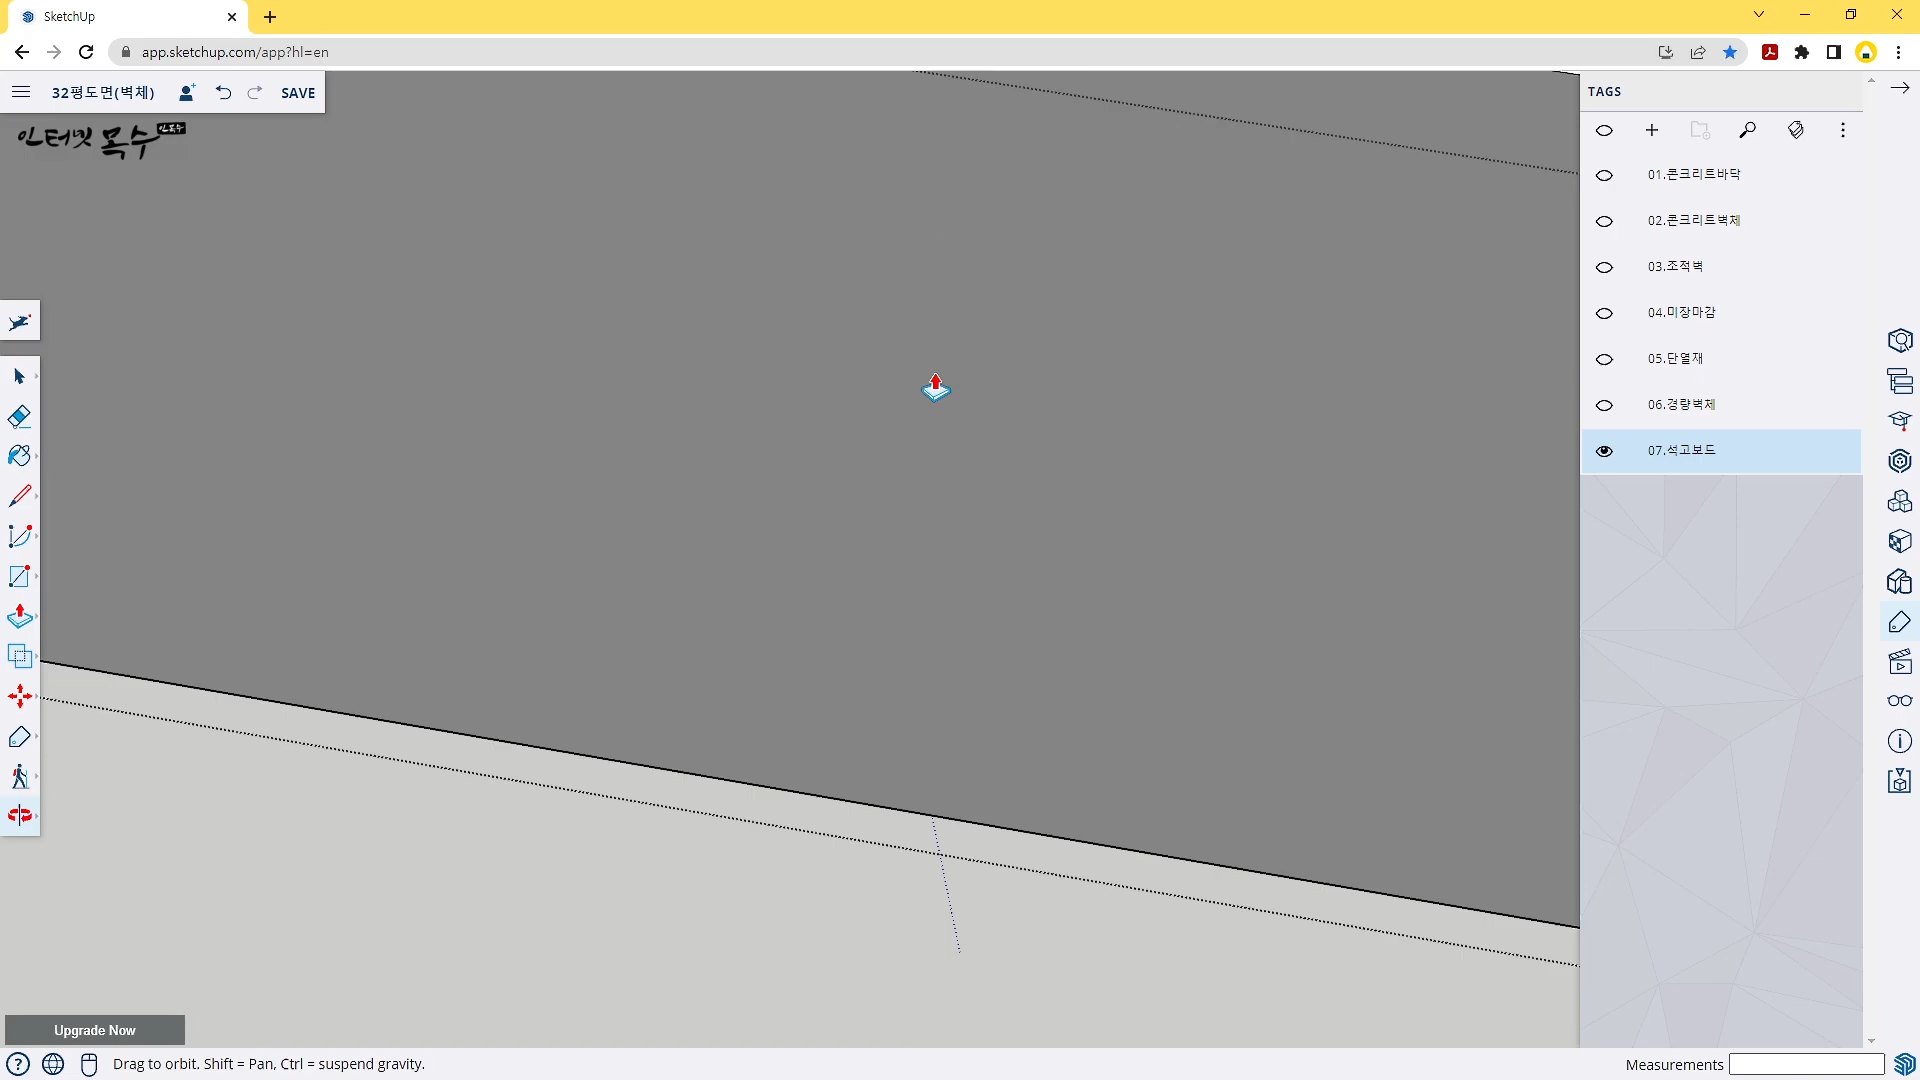 SketchUp
app.sketchup.com/app?hl=en
32평도면(벽체)
SAVE
인터넷 목수 인목수
TAGS
01.콘크리트바닥
02.콘크리트벽체
03.조적벽
04.미장마감
05.단열재
06.경량벽체
07.석고보드
Upgrade Now
Drag to orbit. Shift = Pan, Ctrl = suspend gravity.
Measurements